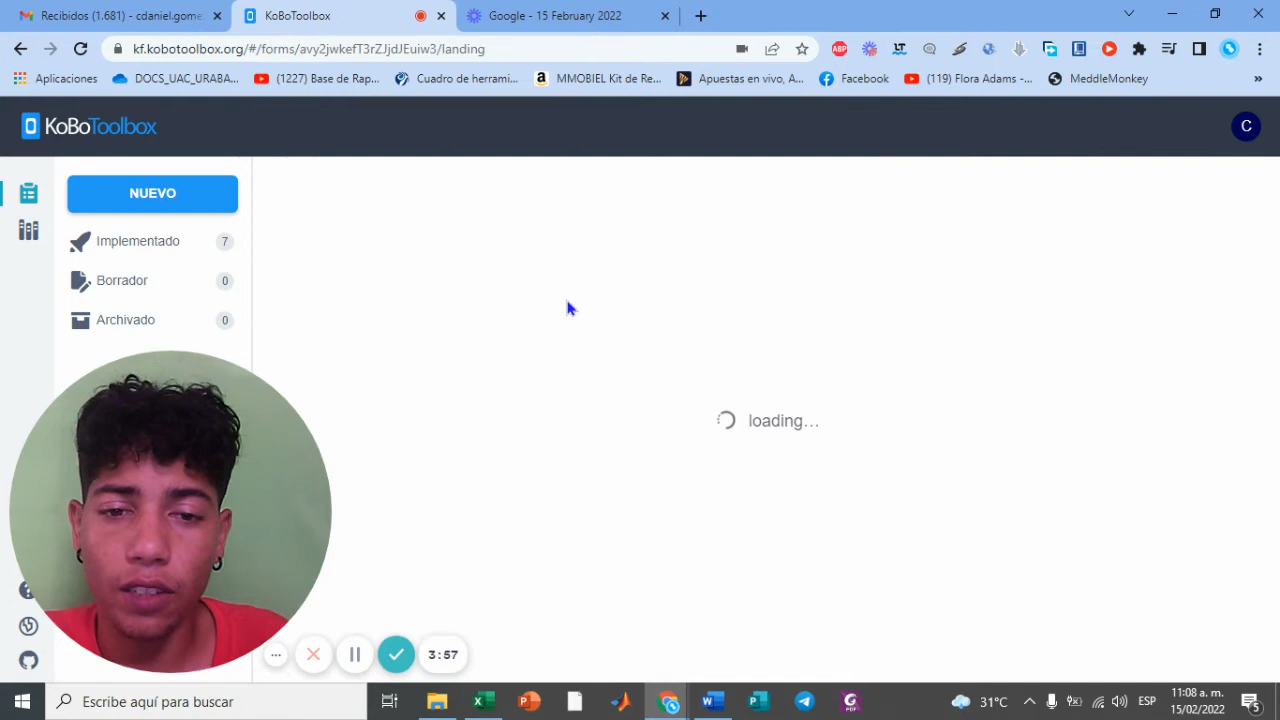 Recibidos (1.681) - cdaniel.gome
KoBoToolbox
Google - 15 February 2022
kf.kobotoolbox.org/#/forms/avy2jwkefT3rZJjdJEuiw3/landing
Aplicaciones
DOCS_UAC_URABA...
(1227) Base de Rap...
Cuadro de herrami...
MMOBIEL Kit de Re...
Apuestas en vivo, A...
Facebook
(119) Flora Adams -...
MeddleMonkey
»
KoBoToolbox
C
NUEVO
Implementado 7
Borrador 0
Archivado 0
loading...
3:57
Escribe aquí para buscar
31°C
ESP
11:08 a. m.
15/02/2022
5